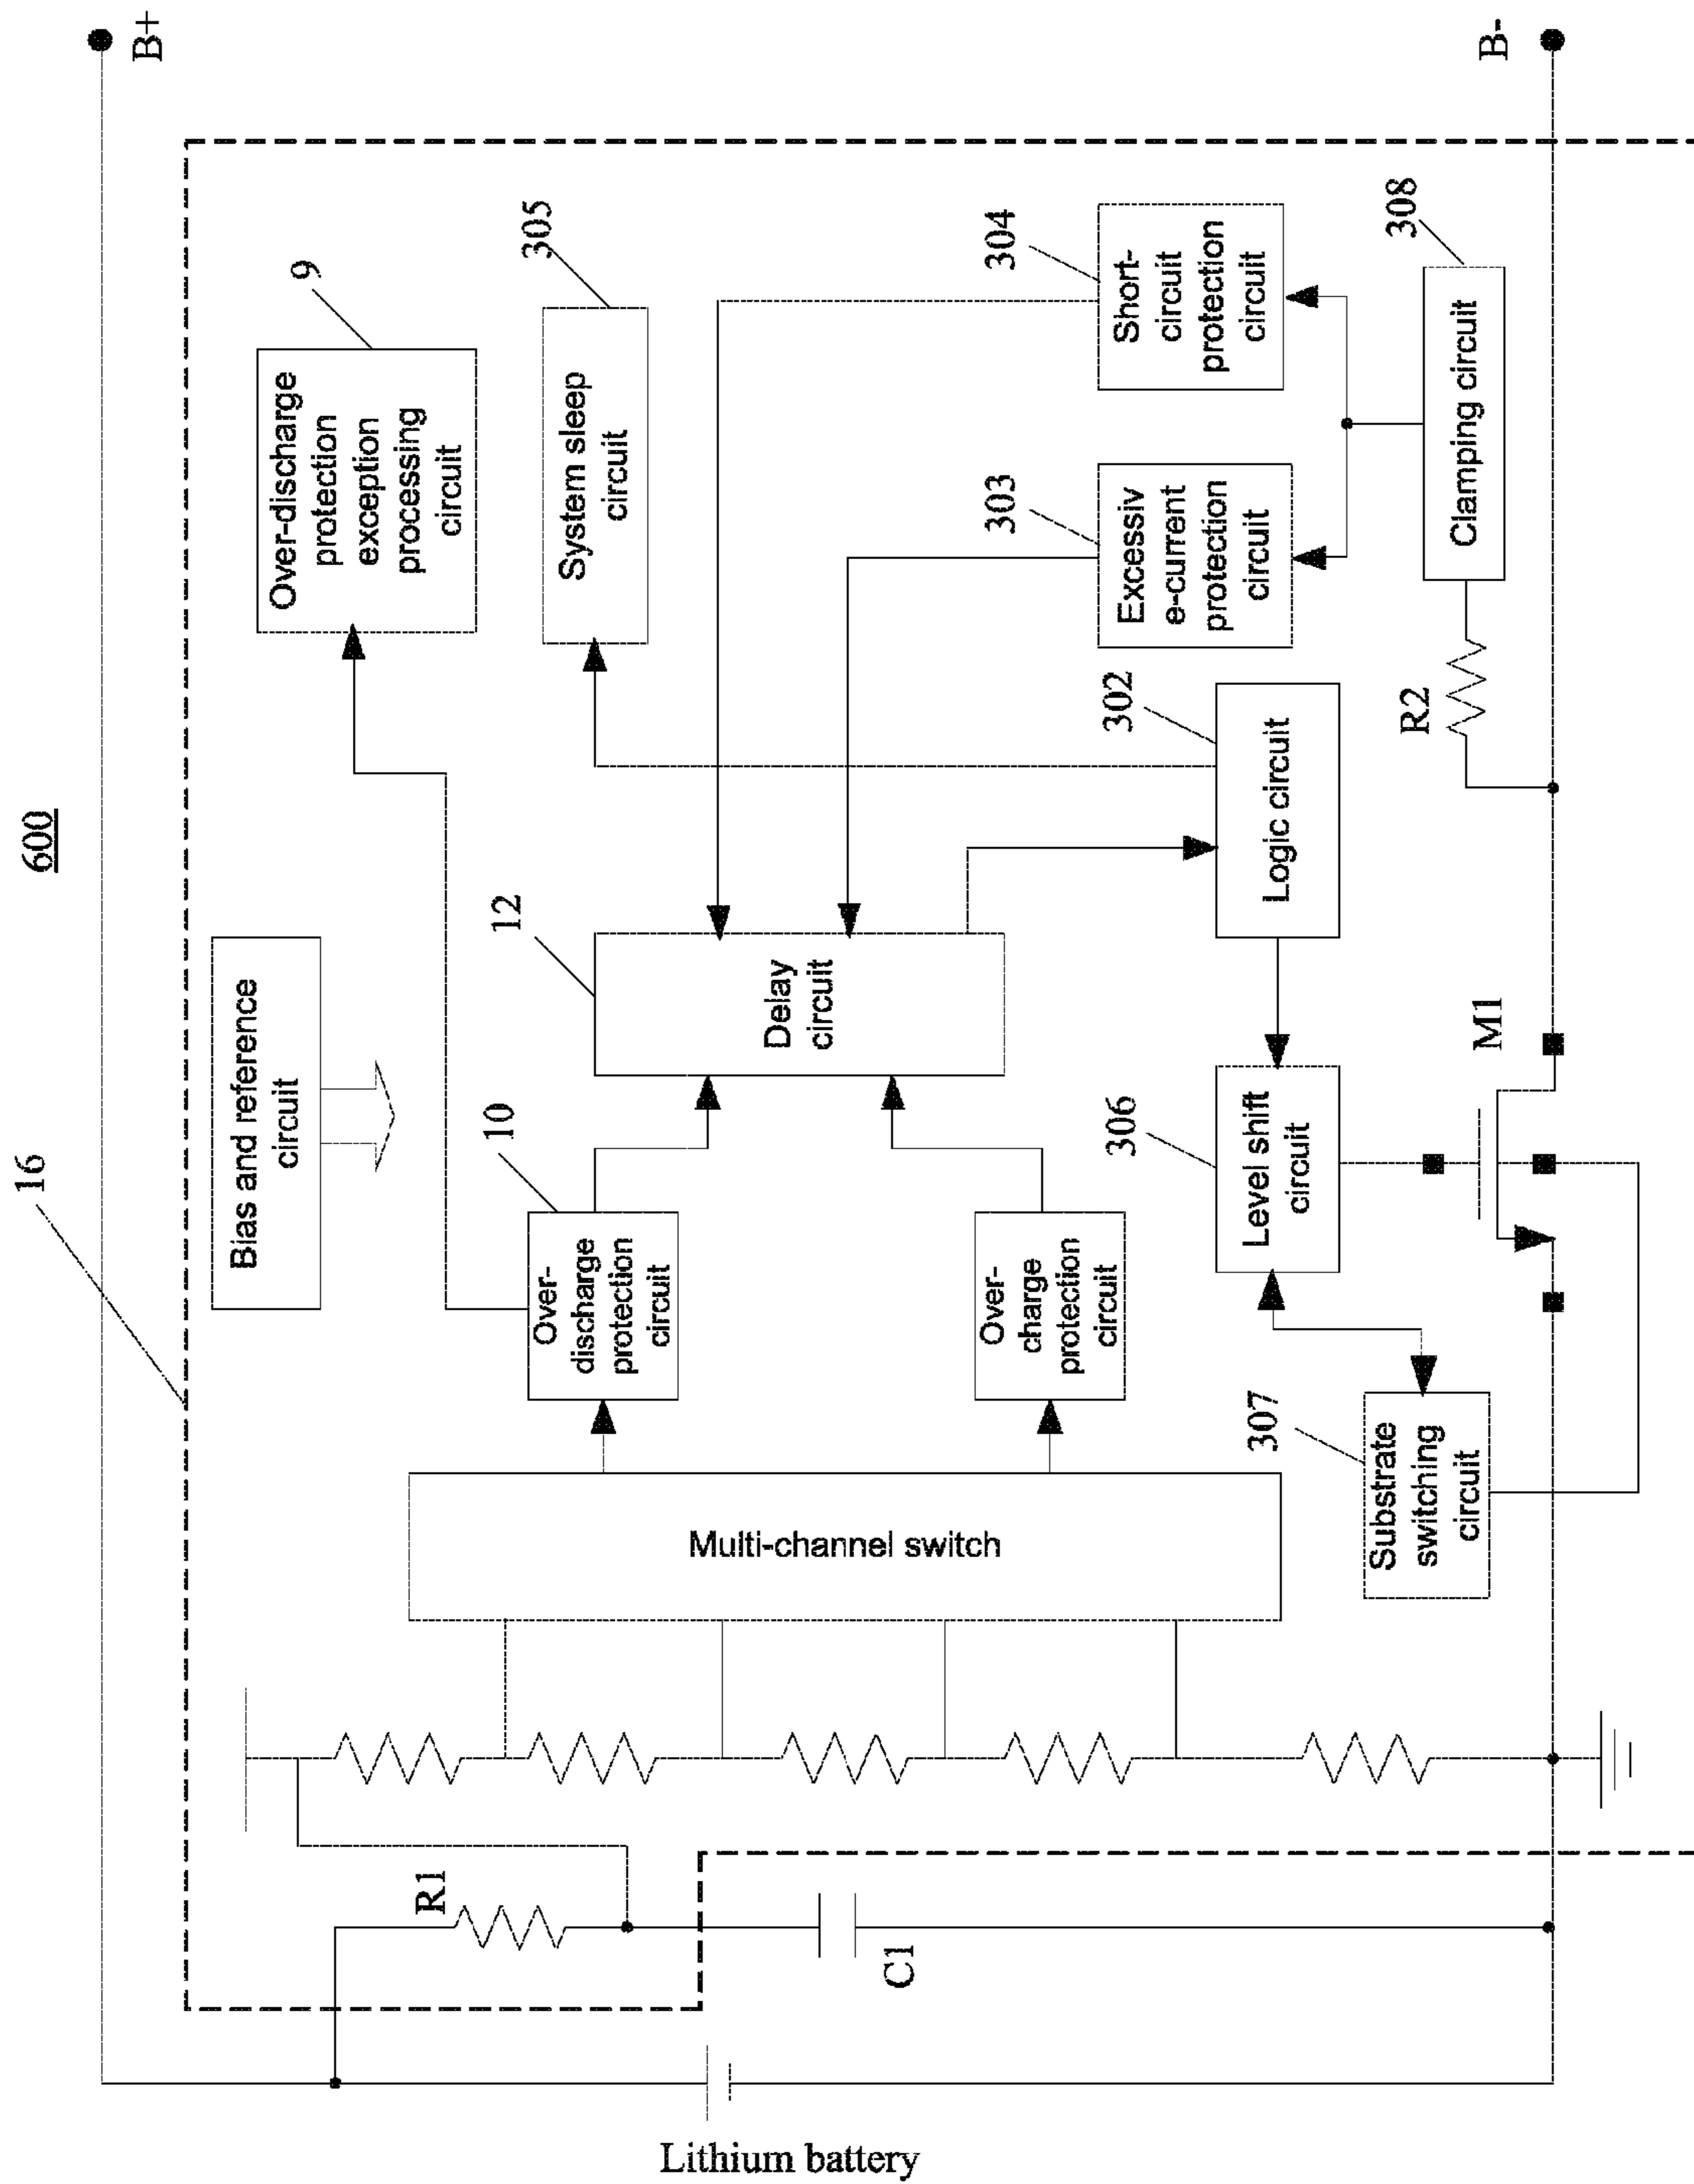 600
16
B+
Bias and reference
circuit
9
Over-discharge
protection
exception
processing
circuit
305
System sleep
circuit
12
Delay
circuit
10
Over-
discharge
protection
circuit
Over-
charge
protection
circuit
Multi-channel switch
304
Short-
circuit
protection
circuit
303
Excessiv
e-current
protection
circuit
302
Logic circuit
306
Level shift
circuit
307
Substrate
switching
circuit
308
Clamping circuit
R2
M1
R1
C1
B-
Lithium battery